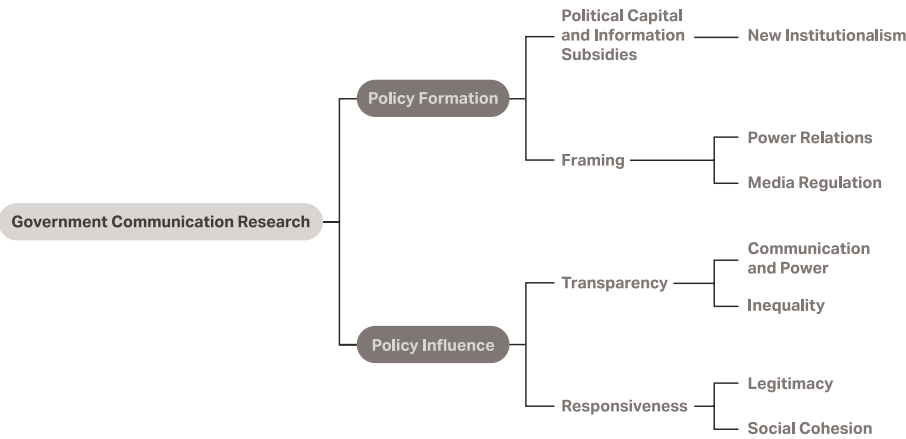 Political Capital
and Information
Subsidies
New Institutionalism
Policy Formation
Power Relations
Framing
Media Regulation
Government Communication Research
Communication
and Power
Transparency
Inequality
Policy Influence
Legitimacy
Responsiveness
Social Cohesion